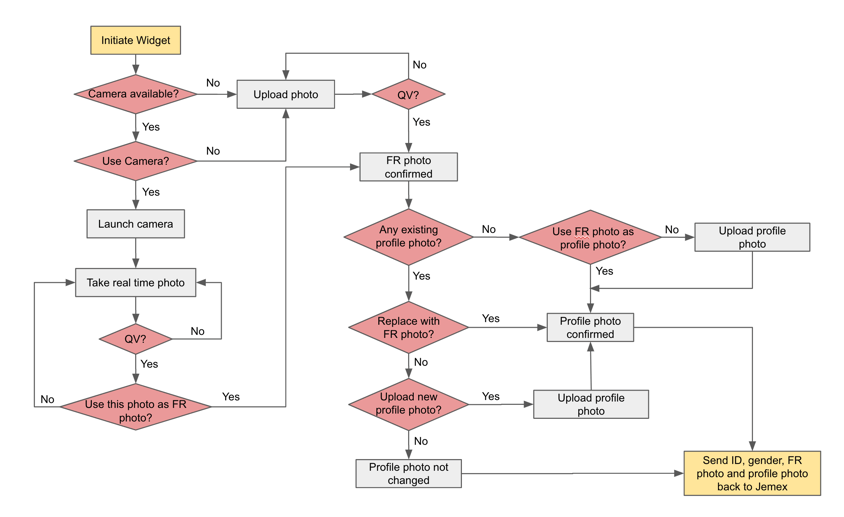 Initiate Widget
Camera available?
No
Upload photo
No
QV?
Yes
Yes
Use Camera?
No
FR photo
confirmed
Yes
Launch camera
Any existing
profile photo?
No
Use FR photo as
profile photo?
No
Upload profile
photo
Yes
Yes
Take real time photo
QV?
No
Yes
Replace with
FR photo?
Yes
Profile photo
confirmed
No
No
Use this photo as FR
photo?
Yes
Upload new
profile photo?
Yes
Upload profile
photo
No
Profile photo not
changed
Send ID, gender, FR
photo and profile photo
back to Jemex